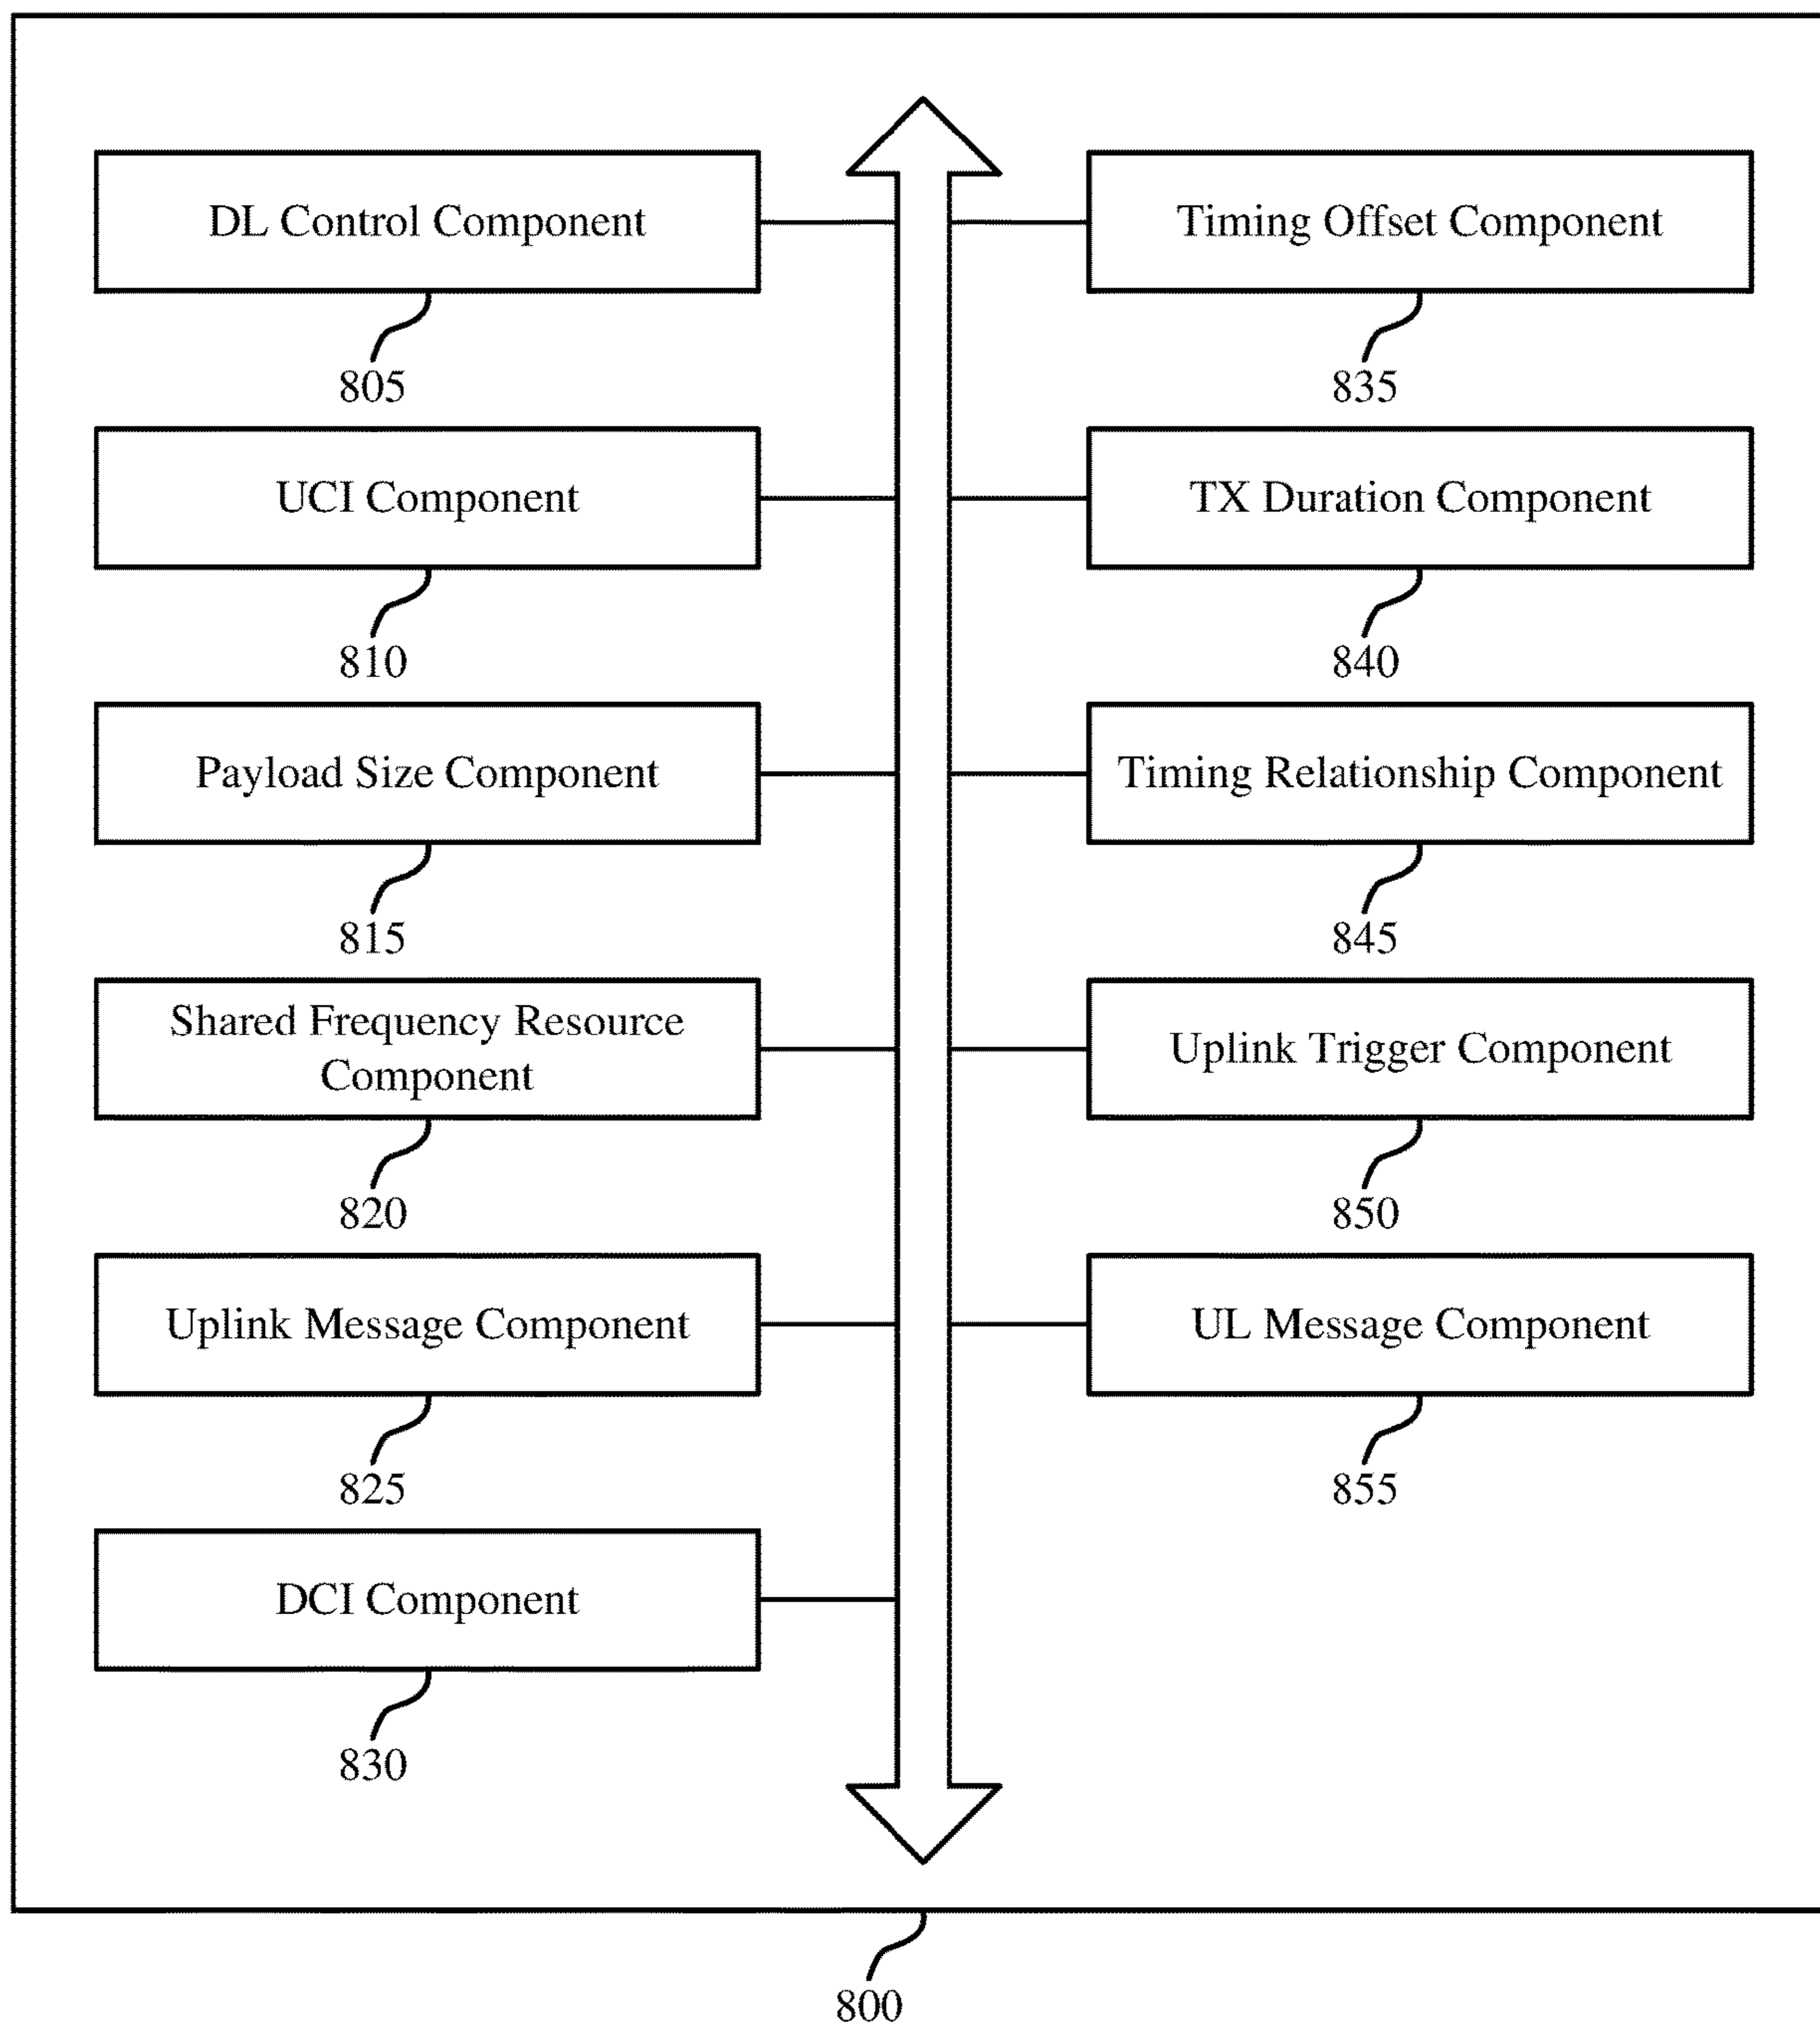 DL Control Component
805
UCI Component
810
Payload Size Component
815
Shared Frequency Resource
Component
820
Uplink Message Component
825
DCI Component
830
Timing Offset Component
835
TX Duration Component
840
Timing Relationship Component
845
Uplink Trigger Component
850
UL Message Component
855
800